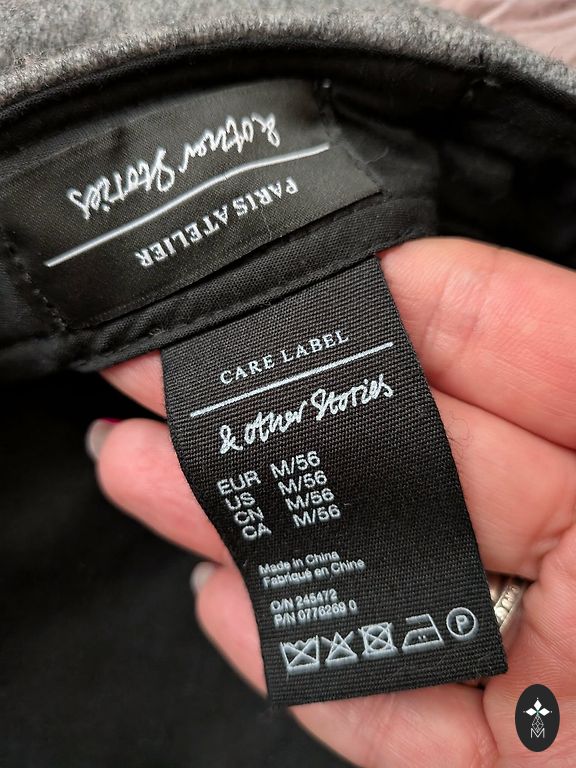 & other Stories
PARIS ATELIER
CARE LABEL
& other Stories
EUR M/56
US M/56
CN M/56
CA M/56
Made in China
Fabriqué en Chine
O/N 245472
P/N 0776269 0
P
M